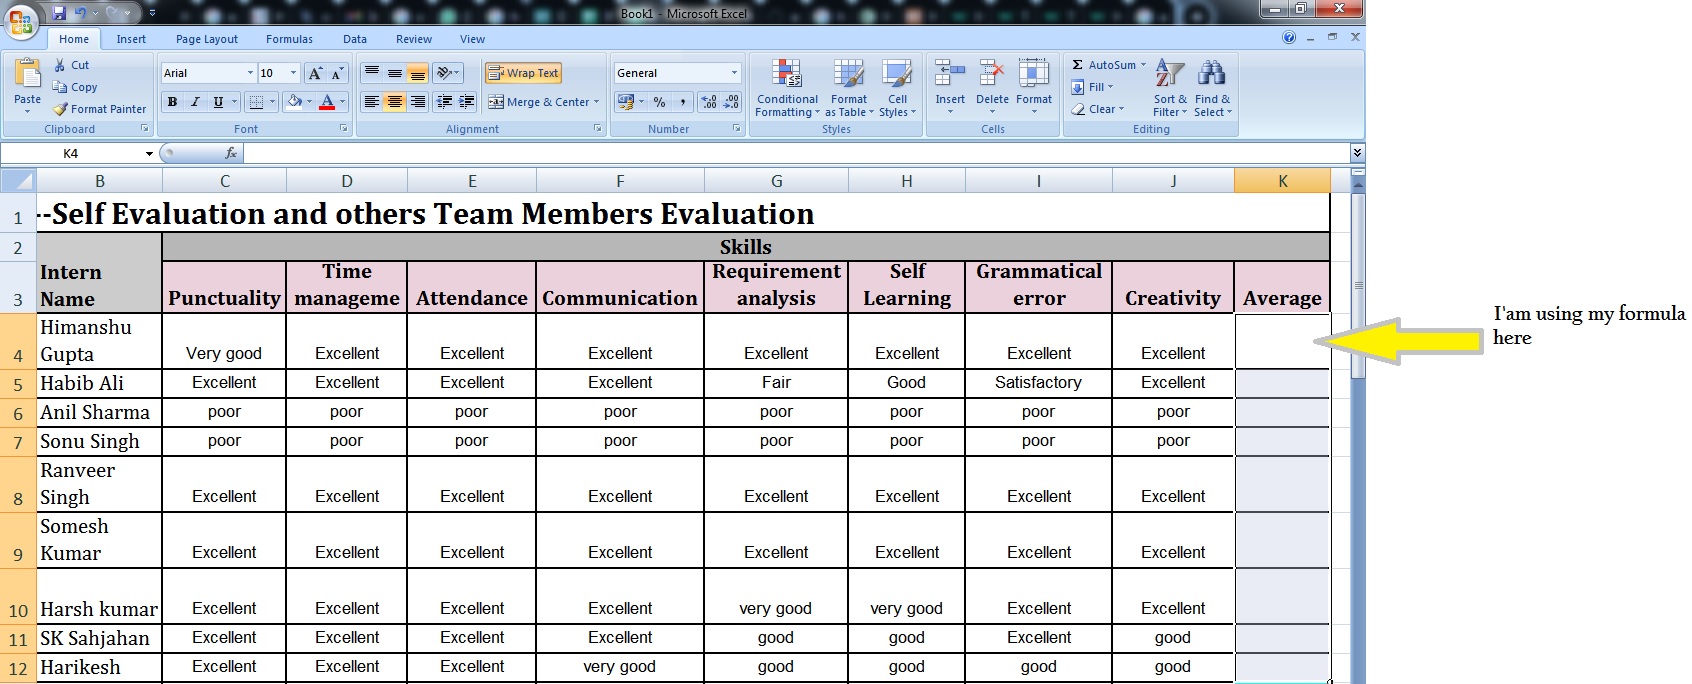 Book1 - Microsoft Excel
Home Insert Page Layout Formulas Data Review View
Paste
Cut
Copy
Format Painter
Clipboard
Arial 10 A A
B I U A
Font
Wrap Text
Merge & Center
Alignment
General
% , .00 .0 .00
Number
Conditional Formatting
Format as Table
Cell Styles
Styles
Insert Delete Format
Cells
Σ AutoSum
Fill
Clear
Sort & Filter
Find & Select
Editing
K4 fx
B C D E F G H I J K
1 --Self Evaluation and others Team Members Evaluation
2 Skills
3 Intern Name Punctuality Time manageme Attendance Communication Requirement analysis Self Learning Grammatical error Creativity Average
4 Himanshu Gupta Very good Excellent Excellent Excellent Excellent Excellent Excellent Excellent
5 Habib Ali Excellent Excellent Excellent Excellent Fair Good Satisfactory Excellent
6 Anil Sharma poor poor poor poor poor poor poor poor
7 Sonu Singh poor poor poor poor poor poor poor poor
8 Ranveer Singh Excellent Excellent Excellent Excellent Excellent Excellent Excellent Excellent
9 Somesh Kumar Excellent Excellent Excellent Excellent Excellent Excellent Excellent Excellent
10 Harsh kumar Excellent Excellent Excellent Excellent very good very good Excellent Excellent
11 SK Sahjahan Excellent Excellent Excellent Excellent good good Excellent good
12 Harikesh Excellent Excellent Excellent very good good good good good
I'am using my formula
here